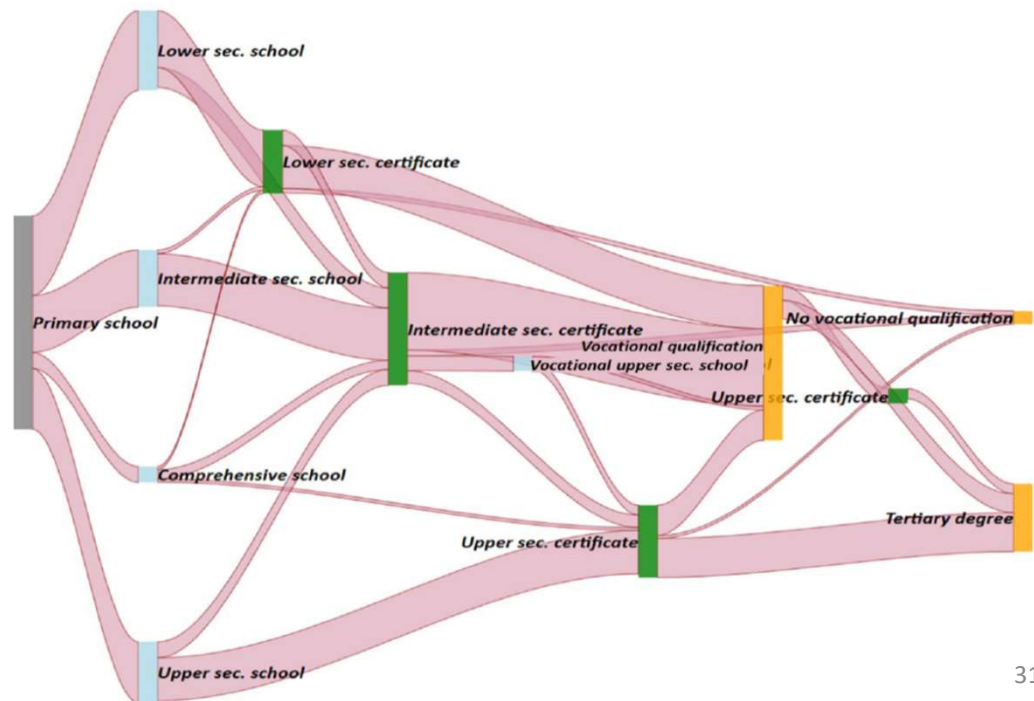 Lower sec. school
Lower sec. certificate
Intermediate sec. school
Primary school
Intermediate sec. certificate
No vocational qualification
Vocational qualification
Vocational upper sec. school
Upper sec. certificate
Comprehensive school
Upper sec. certificate
Tertiary degree
Upper sec. school
31